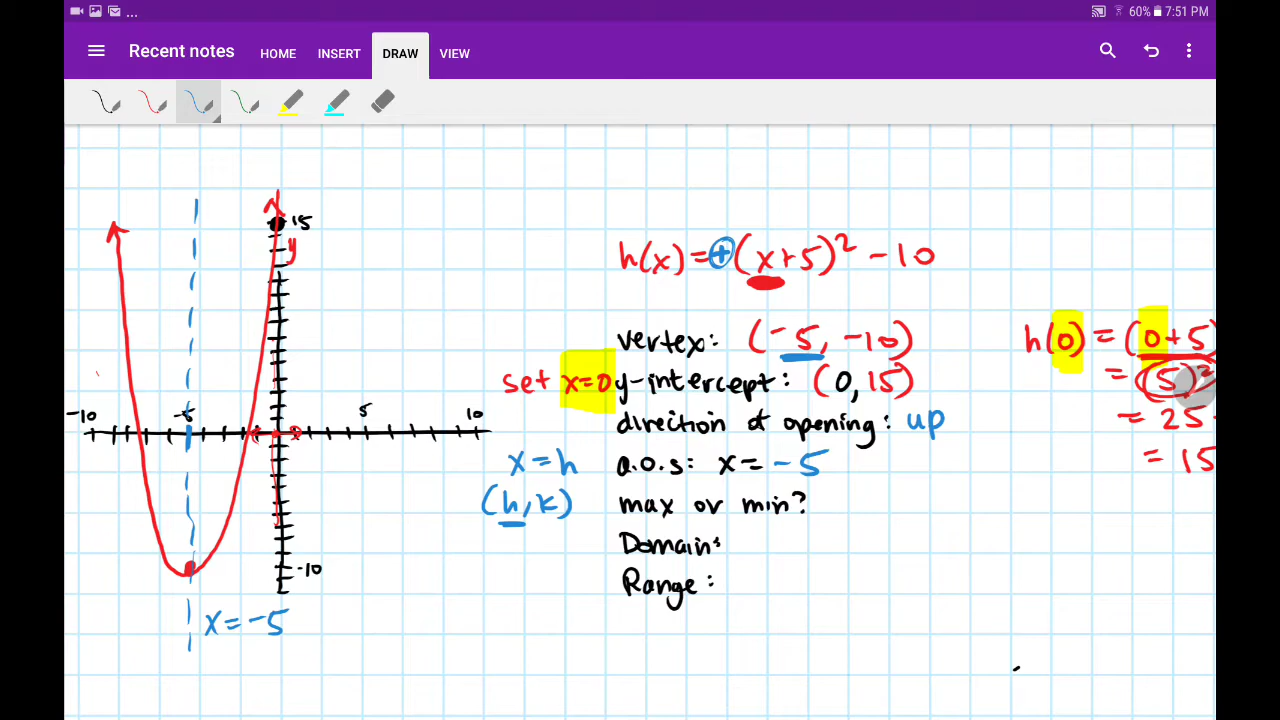 ... 60% 7:51 PM
Recent notes HOME INSERT DRAW VIEW
15
y
-10 -5 5 10
-10
x = -5
h(x) = +(x+5)² - 10
vertex: (-5, -10)
set x=0 y-intercept: (0, 15)
direction of opening: up
x = h a.o.s: x = -5
(h, k) max or min?
Domain:
Range:
h(0) = (0+5)
= (5)²
= 25
= 15